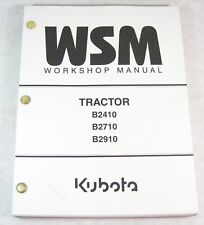 WSM
WORKSHOP MANUAL
TRACTOR
B2410
B2710
B2910
Kubota